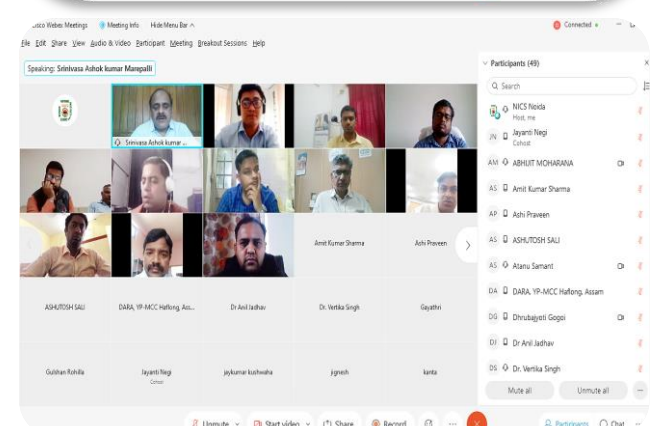 Cisco Webex Meetings Meeting Info Hide Menu Bar
Connected
File Edit Share View Audio & Video Participant Meeting Breakout Sessions Help
Speaking: Srinivasa Ashok kumar Marepalli
Srinivasa Ashok kumar ...
Amit Kumar Sharma
Ashi Praveen
ASHUTOSH SALI
DARA, YP-MCC Haflong, Ass...
Dr Anil Jadhav
Dr. Vertika Singh
Gayathri
Gulshan Rohilla
Jayanti Negi
Cohost
jaykumar kushwaha
jignesh
kanta
Participants (49)
Search
NICS Noida
Host, me
JN Jayanti Negi
Cohost
AM ABHIJIT MOHARANA
AS Amit Kumar Sharma
AP Ashi Praveen
AS ASHUTOSH SALI
AS Atanu Samant
DA DARA, YP-MCC Haflong, Assam
DG Dhrubajyoti Gogoi
DJ Dr Anil Jadhav
DS Dr. Vertika Singh
Mute all Unmute all
Unmute Start video Share Record
Participants Chat